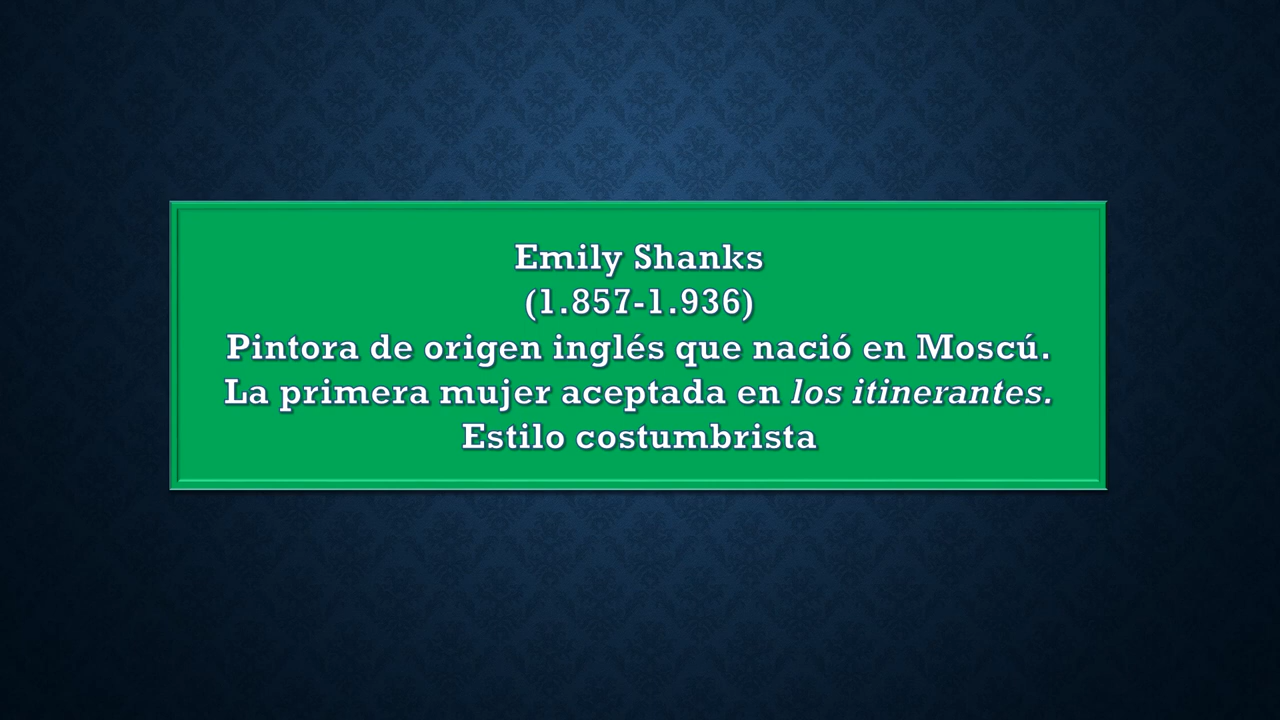 Emily Shanks
(1.857-1.936)
Pintora de origen inglés que nació en Moscú.
La primera mujer aceptada en los itinerantes.
Estilo costumbrista